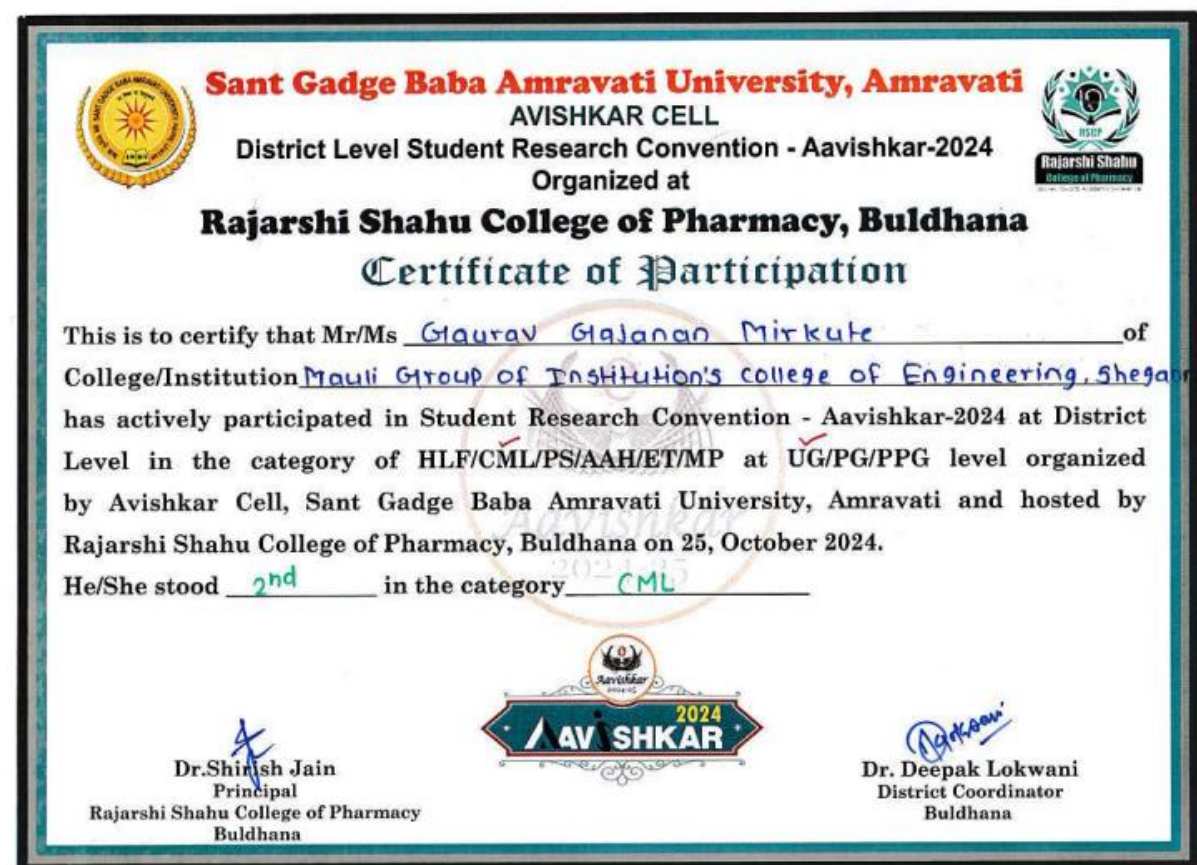 Sant Gadge Baba Amravati University, Amravati
AVISHKAR CELL
District Level Student Research Convention - Aavishkar-2024
Organized at
Rajarshi Shahu College of Pharmacy, Buldhana
RSCP
Rajarshi Shahu
College of Pharmacy
Certificate of Participation
This is to certify that Mr/Ms Gaurav Gajanan Mirkute of
College/Institution Mauli Group of Institution's college of Engineering, Shegaon
has actively participated in Student Research Convention - Aavishkar-2024 at District
Level in the category of HLF/CML/PS/AAH/ET/MP at UG/PG/PPG level organized
by Avishkar Cell, Sant Gadge Baba Amravati University, Amravati and hosted by
Rajarshi Shahu College of Pharmacy, Buldhana on 25, October 2024.
He/She stood 2nd in the category CML
Aavishkar
2024-25
Aavishkar
2024-25
2024
AAVISHKAR
Dr.Shirish Jain
Principal
Rajarshi Shahu College of Pharmacy
Buldhana
Dr. Deepak Lokwani
District Coordinator
Buldhana